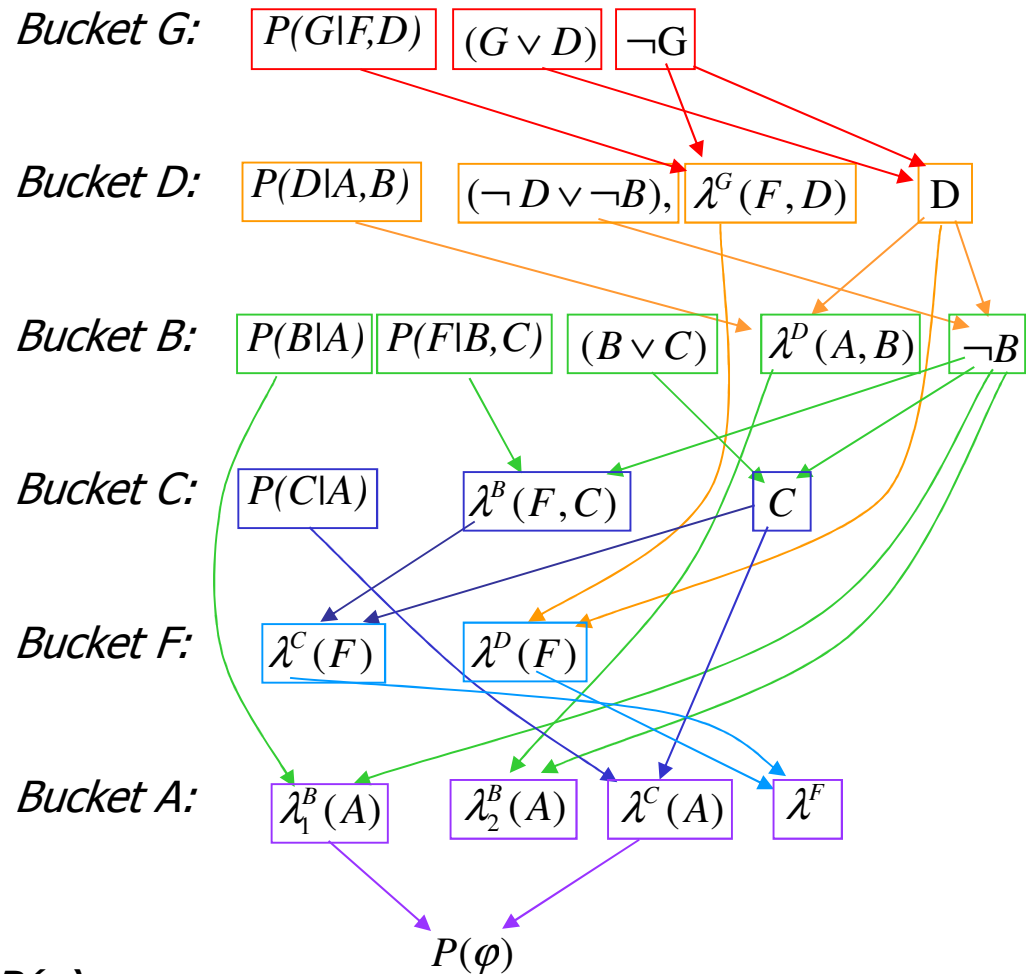 Bucket G: P(G|F,D) (G ∨ D) ¬G
Bucket D: P(D|A,B) (¬ D ∨ ¬B), λ^G (F, D) D
Bucket B: P(B|A) P(F|B,C) (B ∨ C) λ^D (A, B) ¬B
Bucket C: P(C|A) λ^B (F, C) C
Bucket F: λ^C (F) λ^D (F)
Bucket A: λ_1^B (A) λ_2^B (A) λ^C (A) λ^F
P(φ)